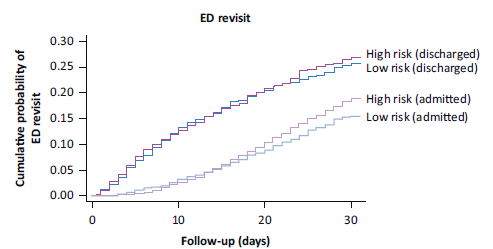 ED revisit
Cumulative probability of
ED revisit
0.30
0.25
0.20
0.15
0.10
0.05
0.00
High risk (discharged)
Low risk (discharged)
High risk (admitted)
Low risk (admitted)
0 10 20 30
Follow-up (days)